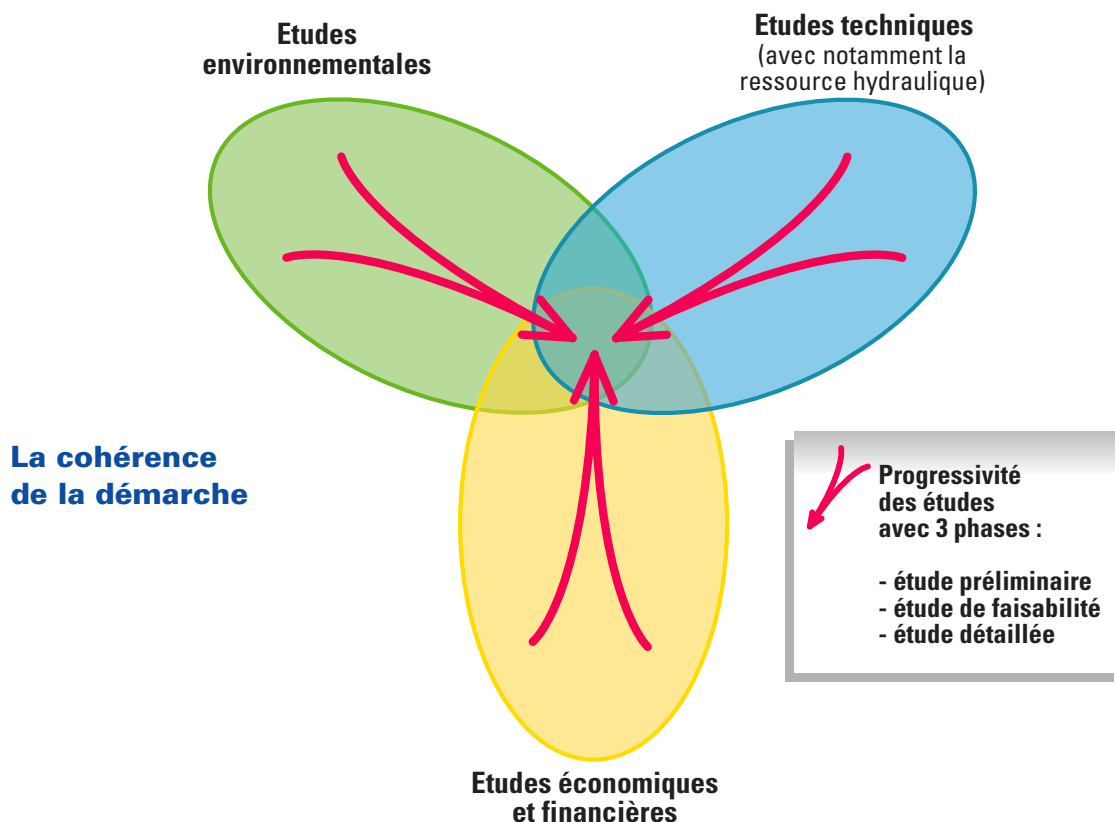 Etudes
environnementales
Etudes techniques
(avec notamment la
ressource hydraulique)
La cohérence
de la démarche
Progressivité
des études
avec 3 phases :
- étude préliminaire
- étude de faisabilité
- étude détaillée
Etudes économiques
et financières